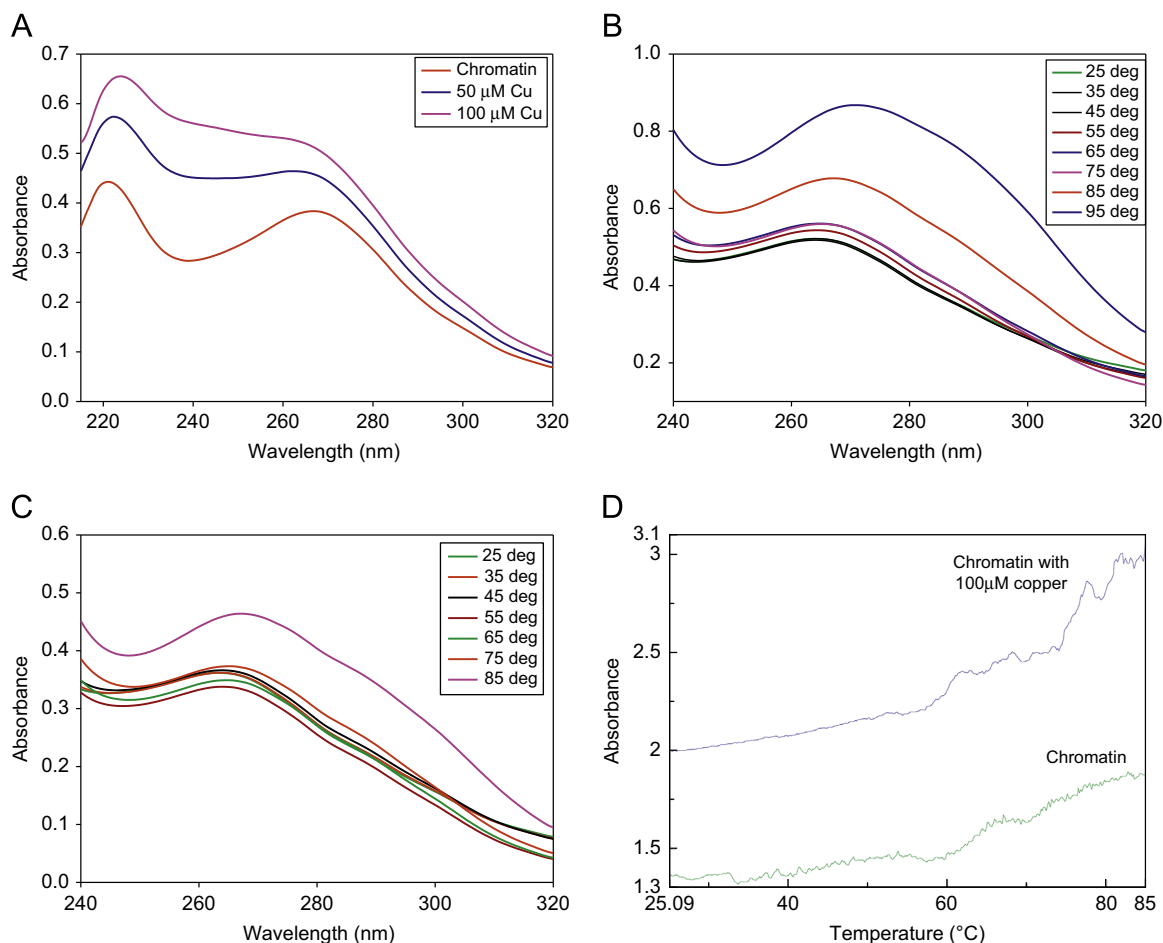 A
0.7
0.6
0.5
0.4
0.3
0.2
0.1
0.0
Absorbance
220
240
260
280
300
320
Wavelength (nm)
Chromatin
50 μM Cu
100 μM Cu
B
1.0
0.8
0.6
0.4
0.2
Absorbance
240
260
280
300
320
Wavelength (nm)
25 deg
35 deg
45 deg
55 deg
65 deg
75 deg
85 deg
95 deg
C
0.6
0.5
0.4
0.3
0.2
0.1
0.0
Absorbance
240
260
280
300
320
Wavelength (nm)
25 deg
35 deg
45 deg
55 deg
65 deg
75 deg
85 deg
D
3.1
3
2.5
2
1.5
1.3
Absorbance
25.09
40
60
80
85
Temperature (°C)
Chromatin with
100μM copper
Chromatin